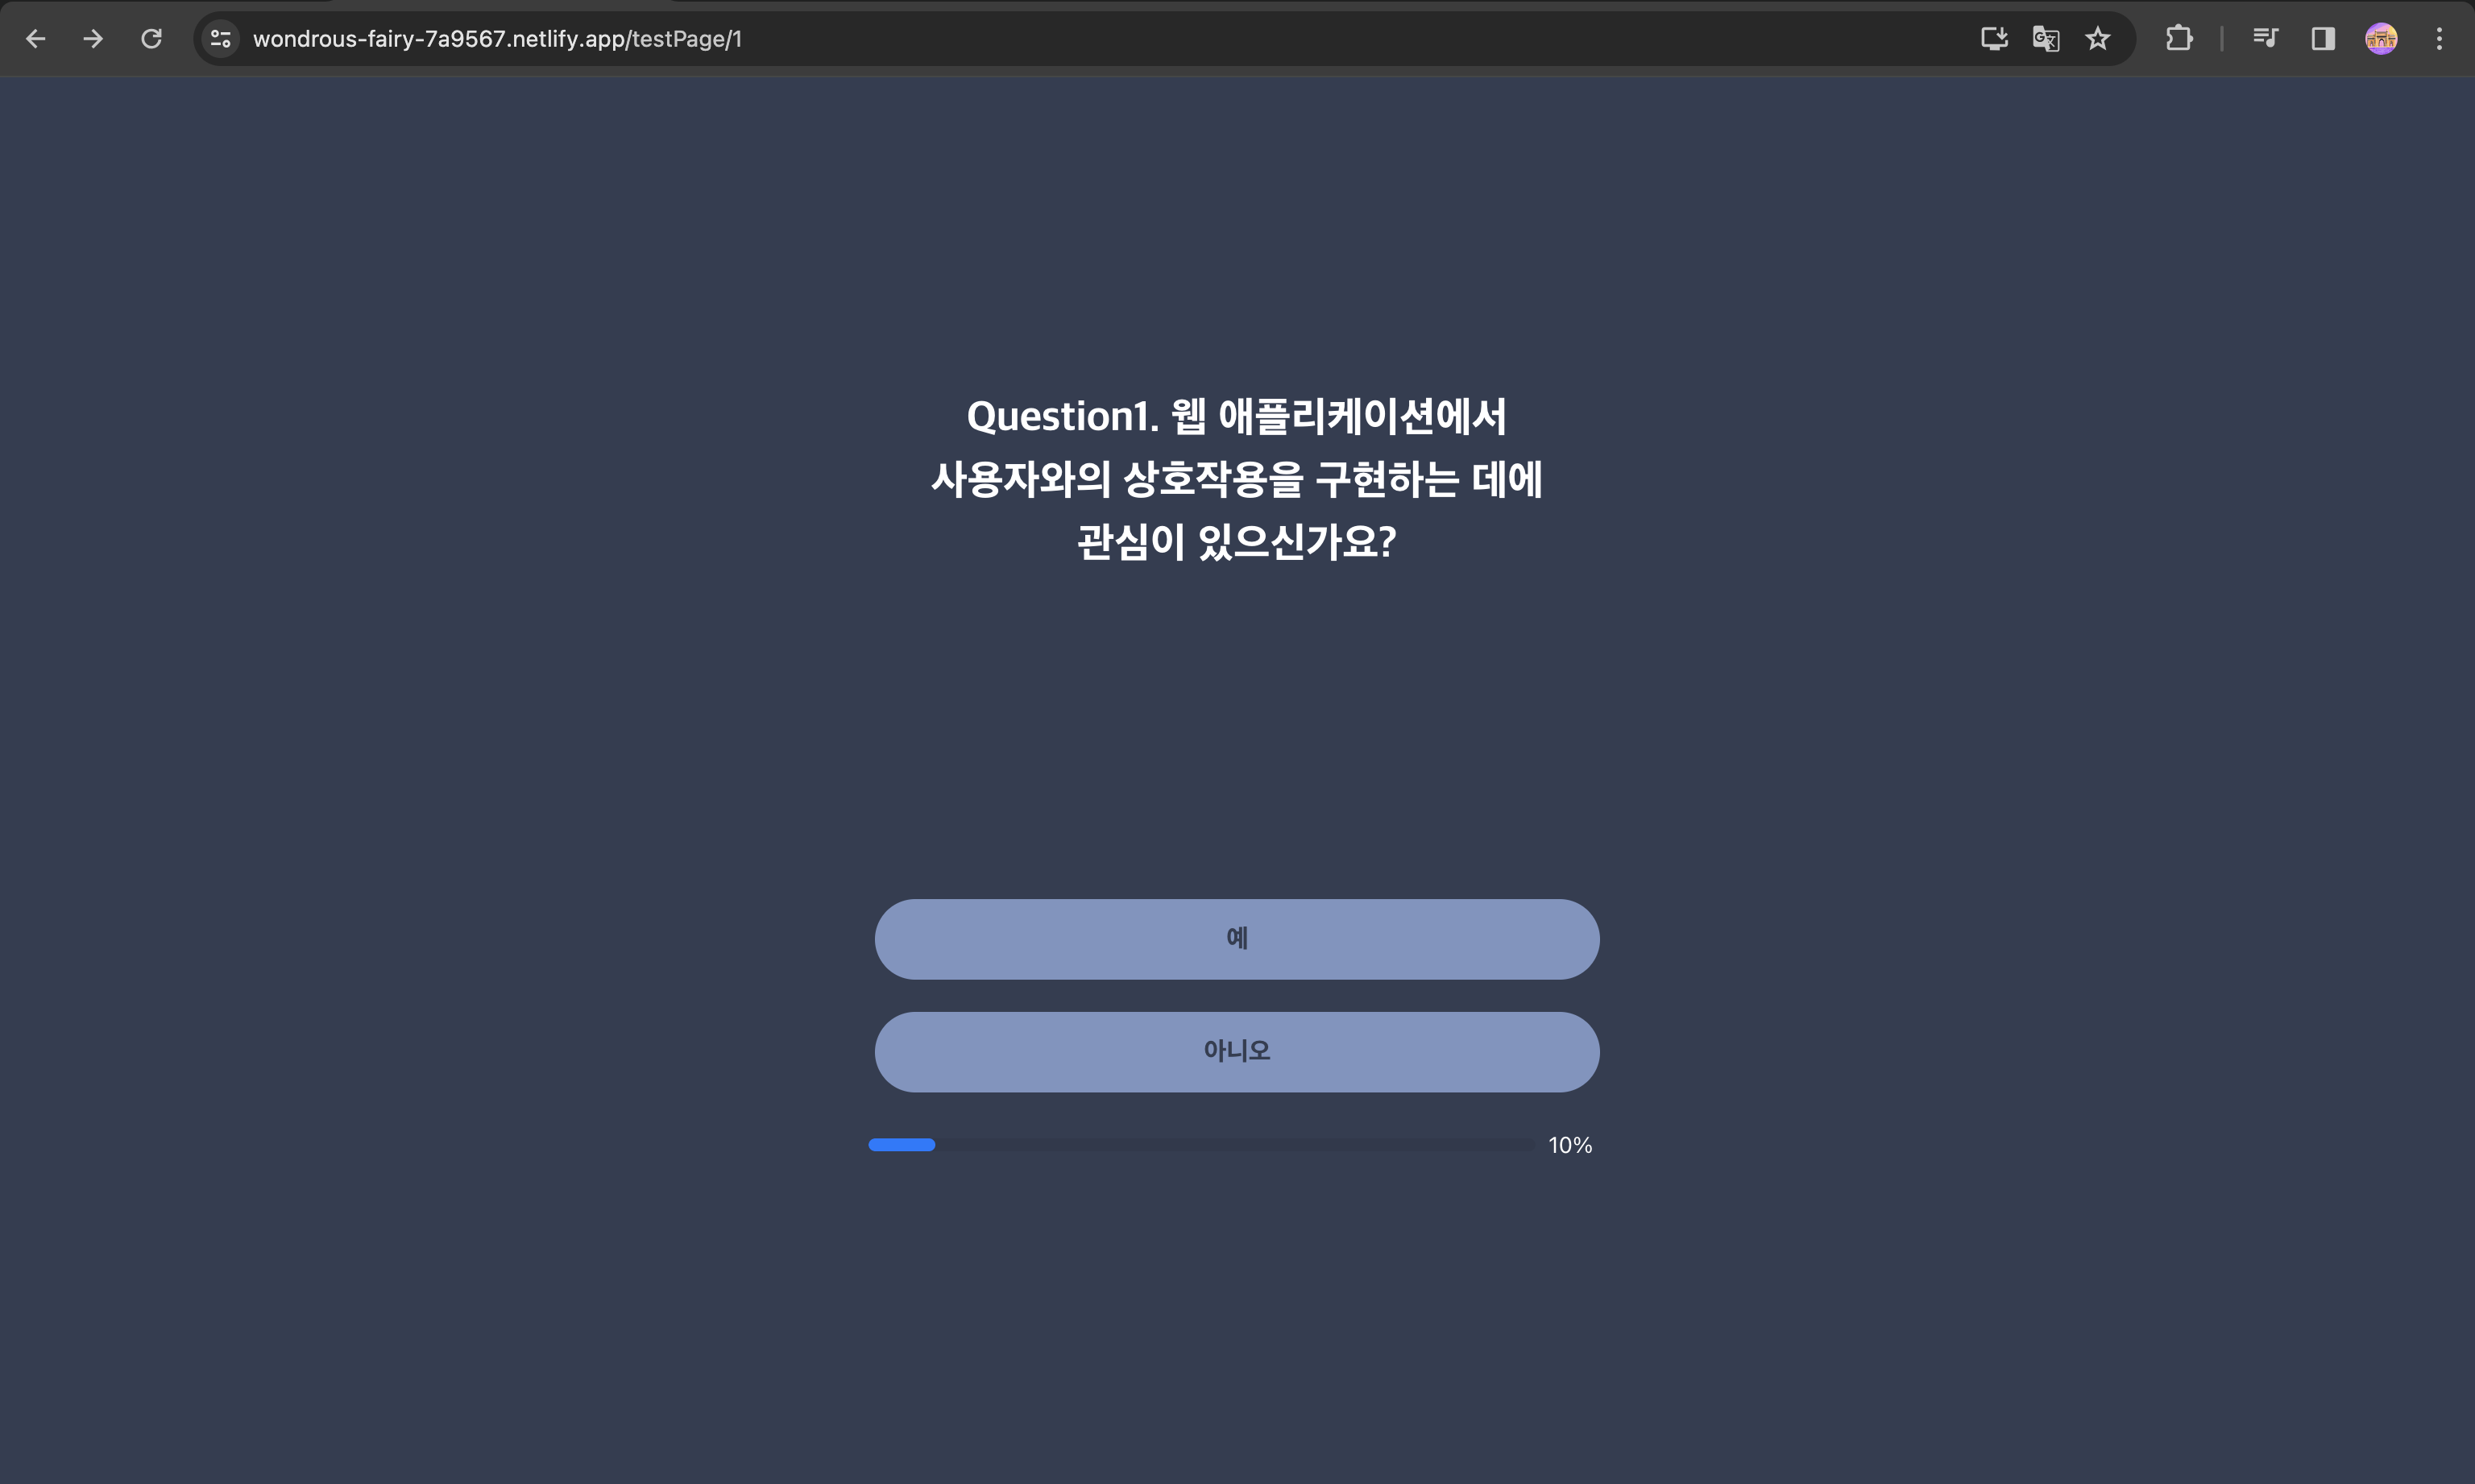 wondrous-fairy-7a9567.netlify.app/testPage/1
Question1. 웹 애플리케이션에서
사용자와의 상호작용을 구현하는 데에
관심이 있으신가요?
예
아니오
10%